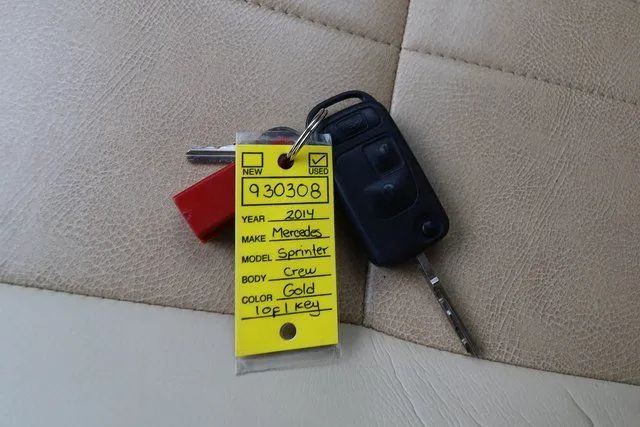 NEW USED
930308
YEAR 2014
MAKE Mercedes
MODEL Sprinter
BODY Crew
COLOR Gold
1 of 1 Key